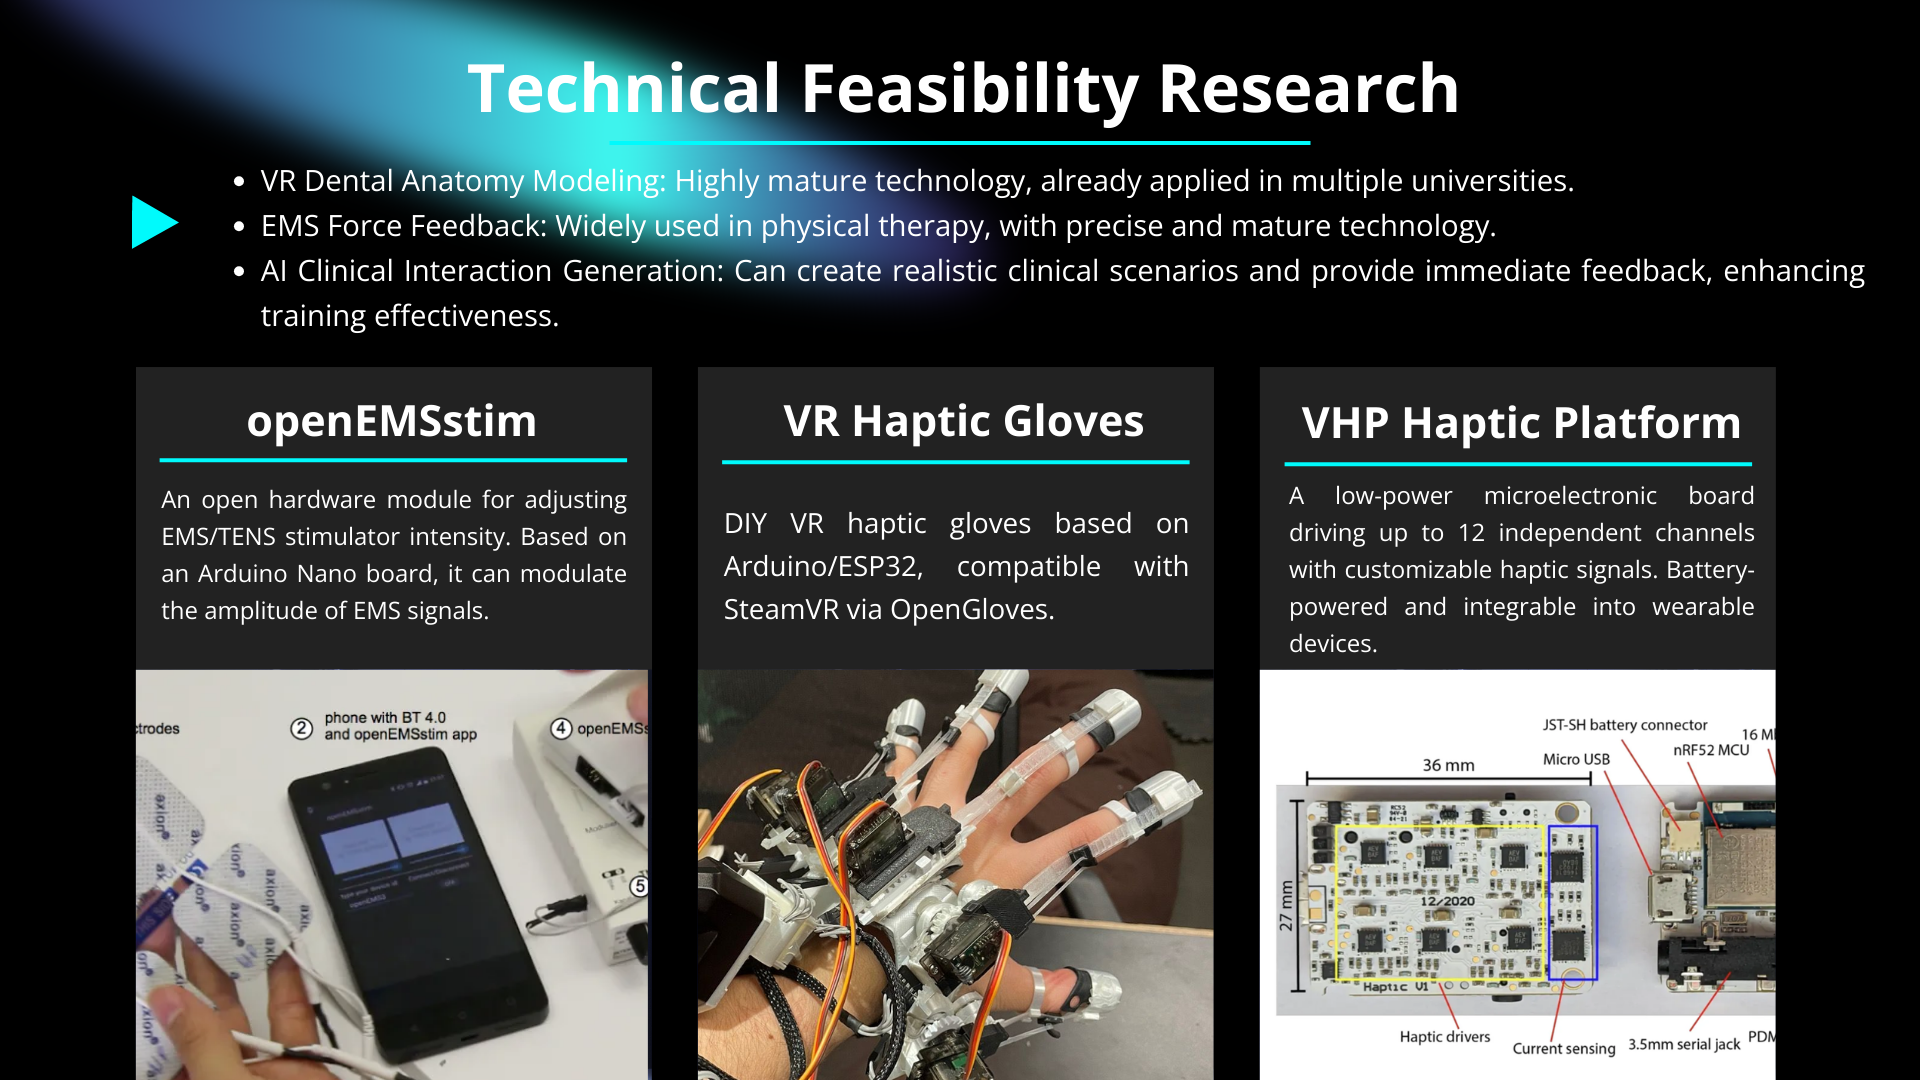 Technical Feasibility Research
• VR Dental Anatomy Modeling: Highly mature technology, already applied in multiple universities.
• EMS Force Feedback: Widely used in physical therapy, with precise and mature technology.
• AI Clinical Interaction Generation: Can create realistic clinical scenarios and provide immediate feedback, enhancing
training effectiveness.
openEMSstim
An open hardware module for adjusting
EMS/TENS stimulator intensity. Based on
an Arduino Nano board, it can modulate
the amplitude of EMS signals.
ctrodes
2 phone with BT 4.0
and openEMSstim app
4 openEMSs
5
axion
axion
axion
VR Haptic Gloves
DIY VR haptic gloves based on
Arduino/ESP32, compatible with
SteamVR via OpenGloves.
VHP Haptic Platform
A low-power microelectronic board
driving up to 12 independent channels
with customizable haptic signals. Battery-
powered and integrable into wearable
devices.
JST-SH battery connector
16 M
nRF52 MCU
Micro USB
36 mm
27 mm
12/2020
Haptic V1
Haptic drivers
Current sensing
3.5mm serial jack
PDM